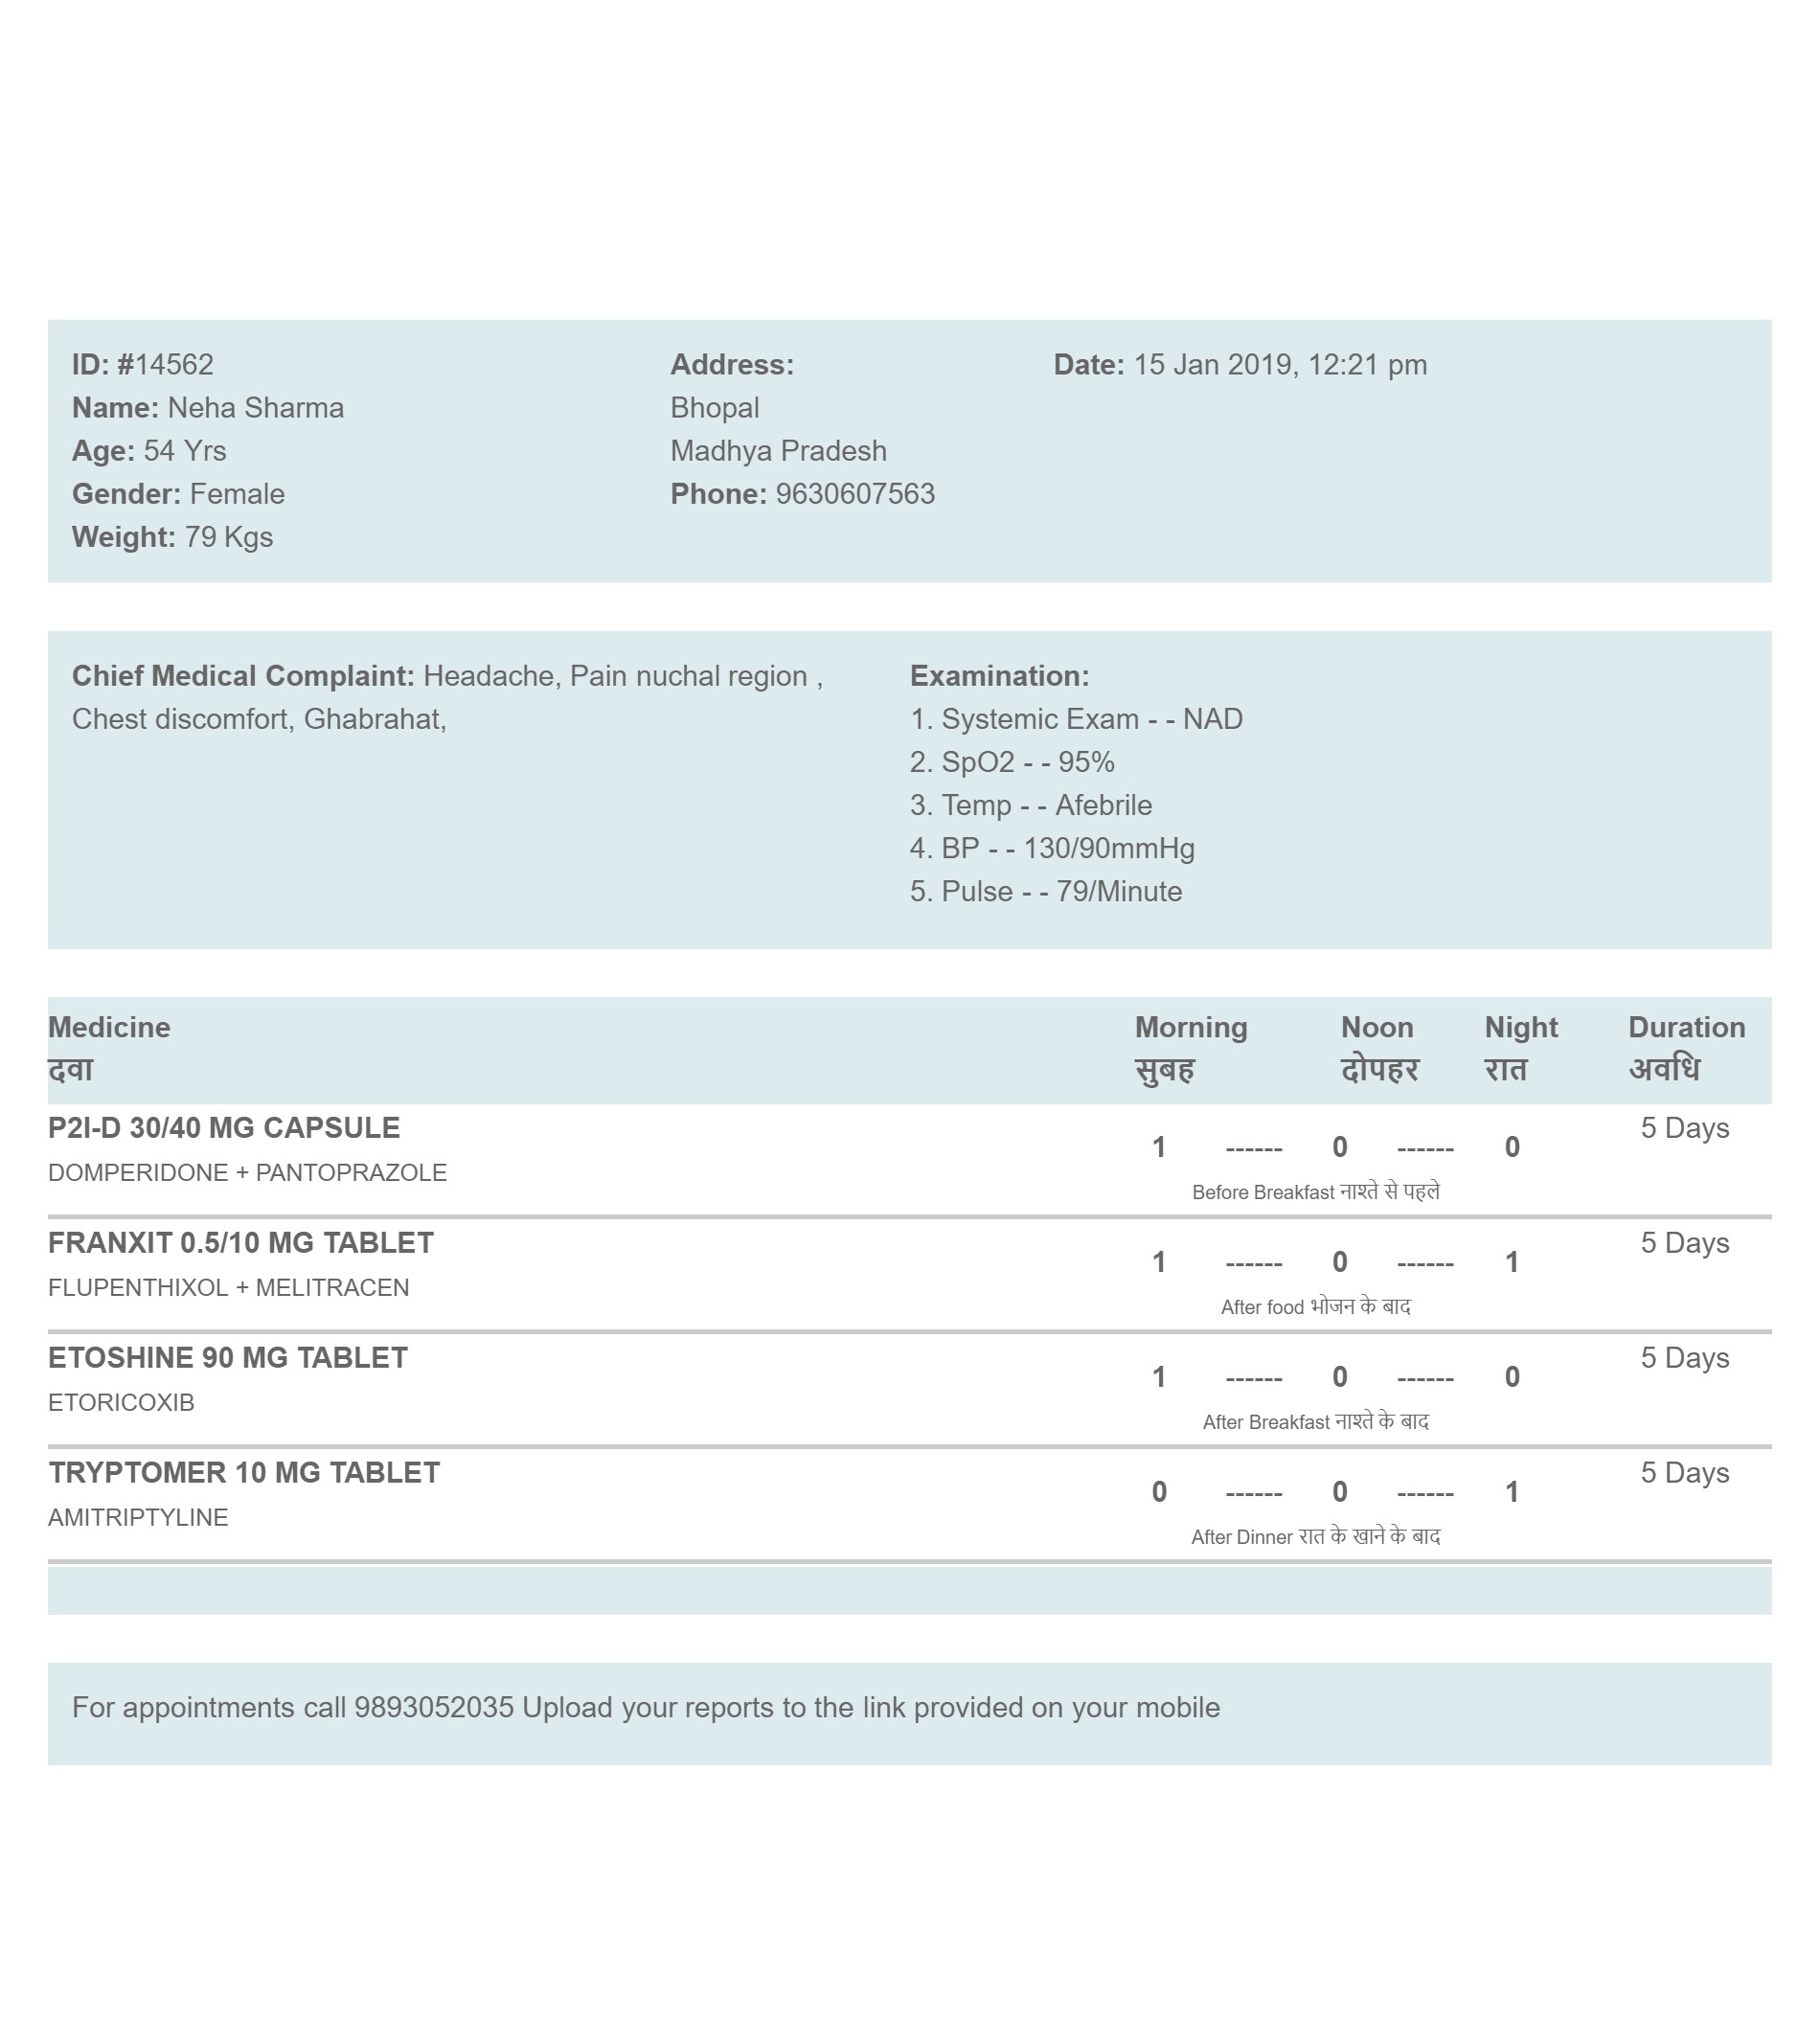 ID: #14562
Name: Neha Sharma
Age: 54 Yrs
Gender: Female
Weight: 79 Kgs
Address:
Bhopal
Madhya Pradesh
Phone: 9630607563
Date: 15 Jan 2019, 12:21 pm
Chief Medical Complaint: Headache, Pain nuchal region ,
Chest discomfort, Ghabrahat,
Examination:
1. Systemic Exam - - NAD
2. SpO2 - - 95%
3. Temp - - Afebrile
4. BP - - 130/90mmHg
5. Pulse - - 79/Minute
Medicine Morning Noon Night Duration
दवा सुबह दोपहर रात अवधि
P2I-D 30/40 MG CAPSULE 5 Days
1 ------ 0 ------ 0
DOMPERIDONE + PANTOPRAZOLE
Before Breakfast नाश्ते से पहले
FRANXIT 0.5/10 MG TABLET 5 Days
1 ------ 0 ------ 1
FLUPENTHIXOL + MELITRACEN
After food भोजन के बाद
ETOSHINE 90 MG TABLET 5 Days
1 ------ 0 ------ 0
ETORICOXIB
After Breakfast नाश्ते के बाद
TRYPTOMER 10 MG TABLET 5 Days
0 ------ 0 ------ 1
AMITRIPTYLINE
After Dinner रात के खाने के बाद
For appointments call 9893052035 Upload your reports to the link provided on your mobile